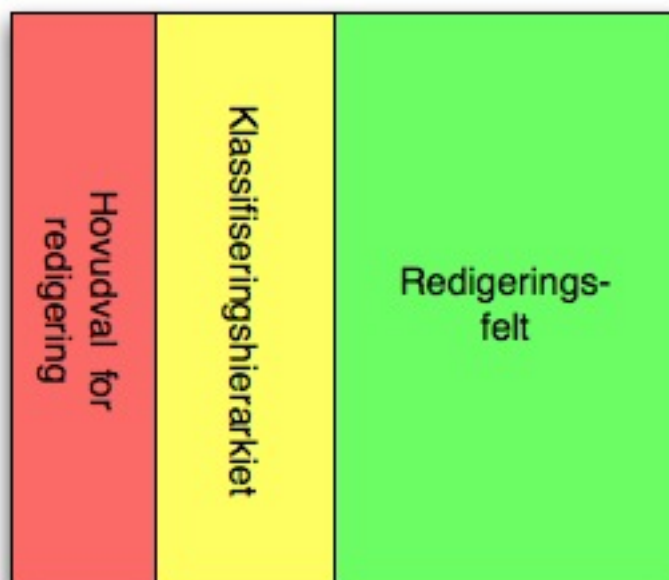 Hovudval for
redigering
Klassifiseringshierarkiet
Redigerings-
felt